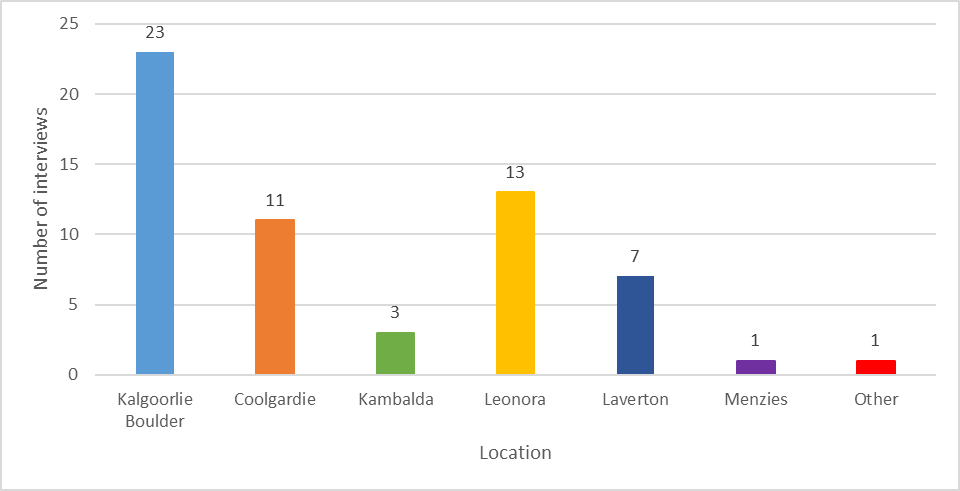 25
23
20
15
13
11
10
7
5
3
1
1
0
Kalgoorlie Boulder
Coolgardie
Kambalda
Leonora
Laverton
Menzies
Other
Number of interviews
Location